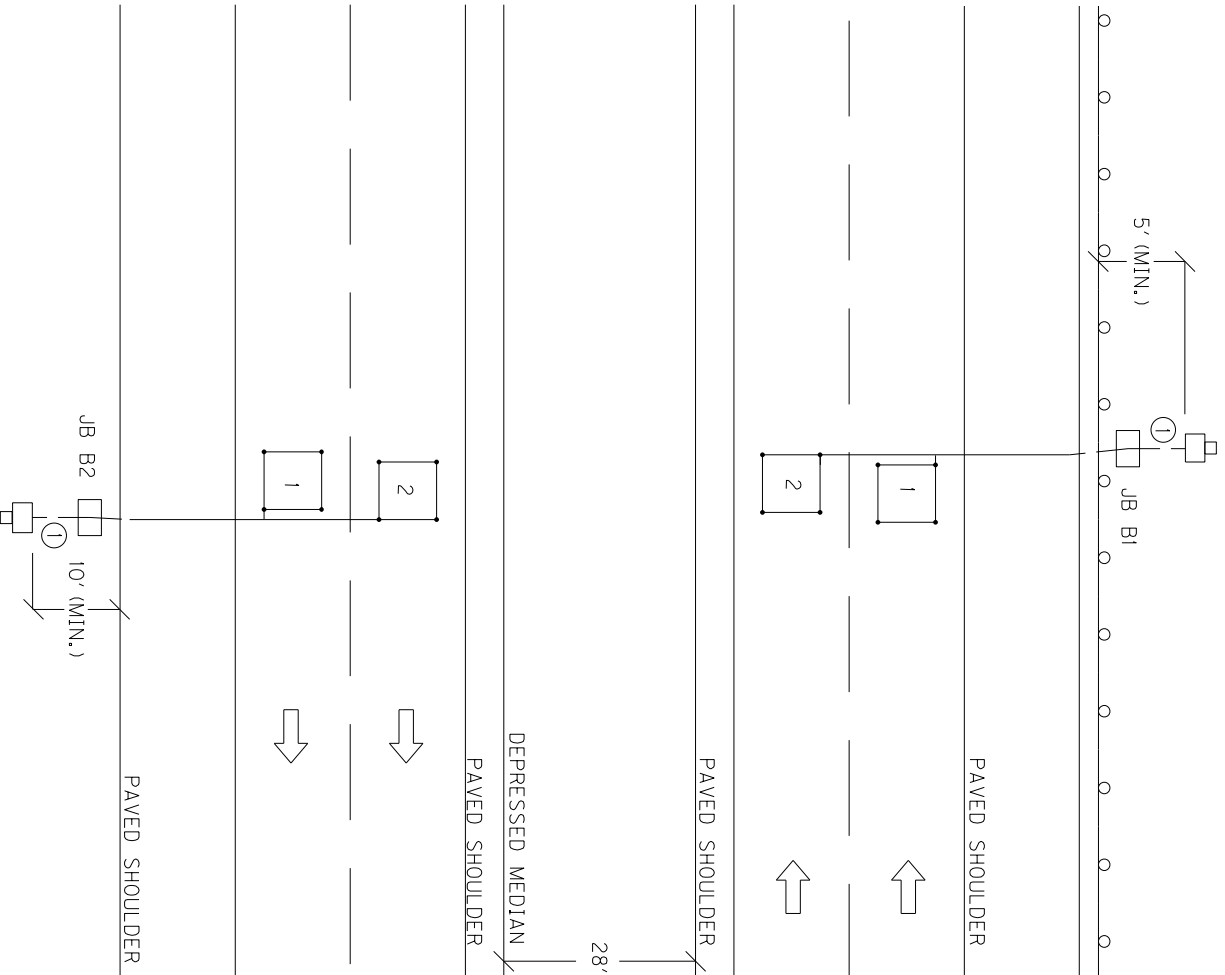 5' (MIN.)
1
JB B1
JB B2
1
10' (MIN.)
1
2
2
1
PAVED SHOULDER
PAVED SHOULDER
DEPRESSED MEDIAN
PAVED SHOULDER
PAVED SHOULDER
28'